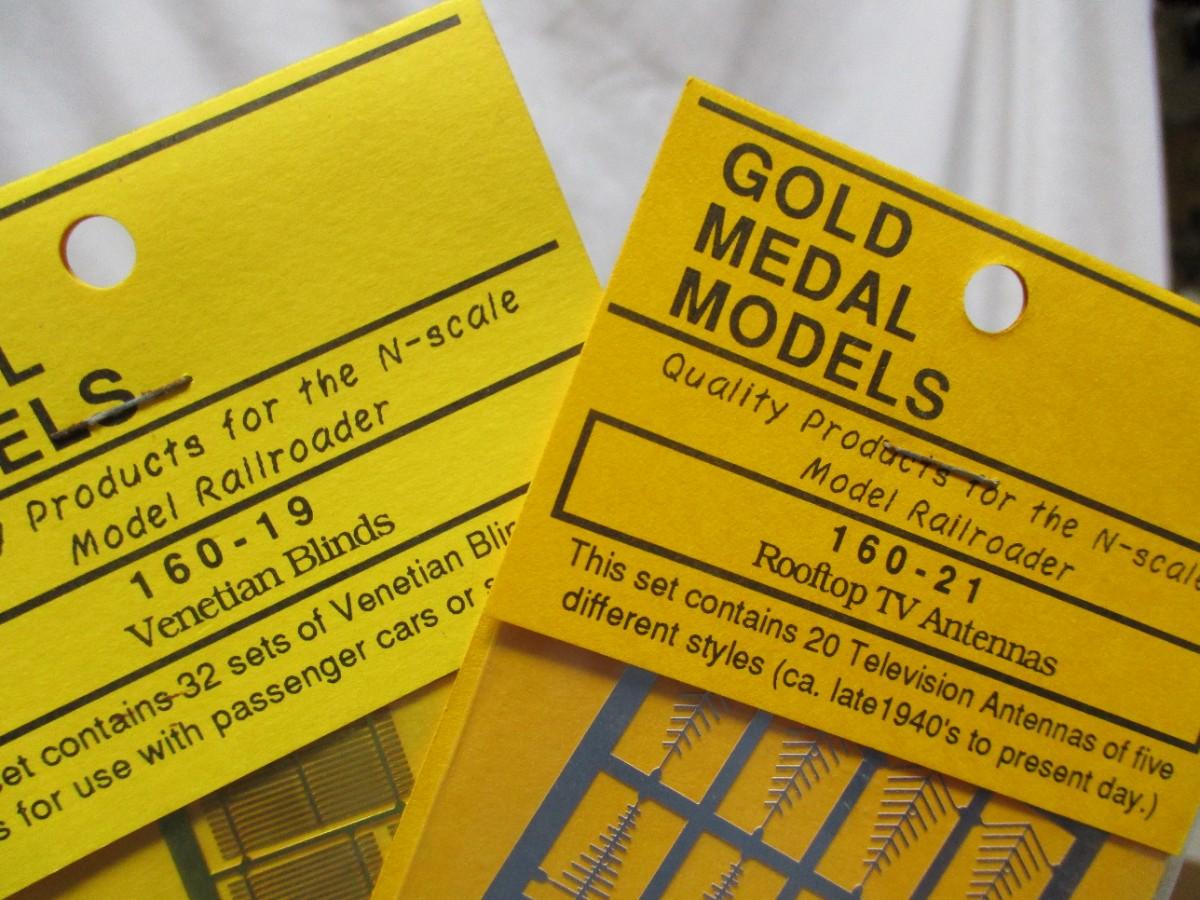 ELS
Products for the N-scale
Model Railroader
160-19
Venetian Blinds
contains 32 sets of Venetian
for use with passenger cars or
GOLD
MEDAL
MODELS
Quality Products for the N-scale
Model Railroader
160-21
Rooftop TV Antennas
This set contains 20 Television Antennas of five
different styles (ca. late1940's to present day.)